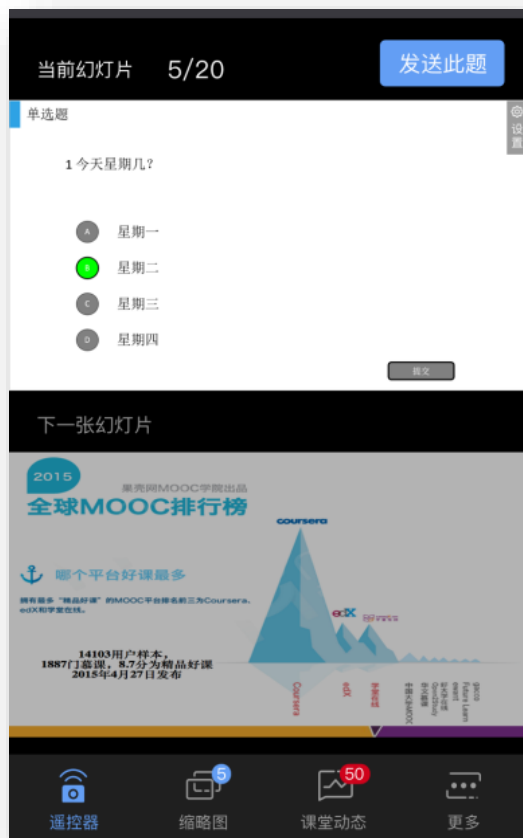 当前幻灯片 5/20
发送此题
单选题
设置
1 今天星期几?
A 星期一
B 星期二
C 星期三
D 星期四
提交
下一张幻灯片
2015
果壳网MOOC学院出品
全球MOOC排行榜
coursera
哪个平台好课最多
拥有最多“精品好课”的MOOC平台排名前三为Coursera、
edX和学堂在线。
edX
14103用户样本，
1887门慕课，8.7分为精品好课
2015年4月27日发布
Coursera
edX
学堂在线
中国大学MOOC
Open2Study
ewant
Future Learn
gacco
5
50
遥控器
缩略图
课堂动态
更多